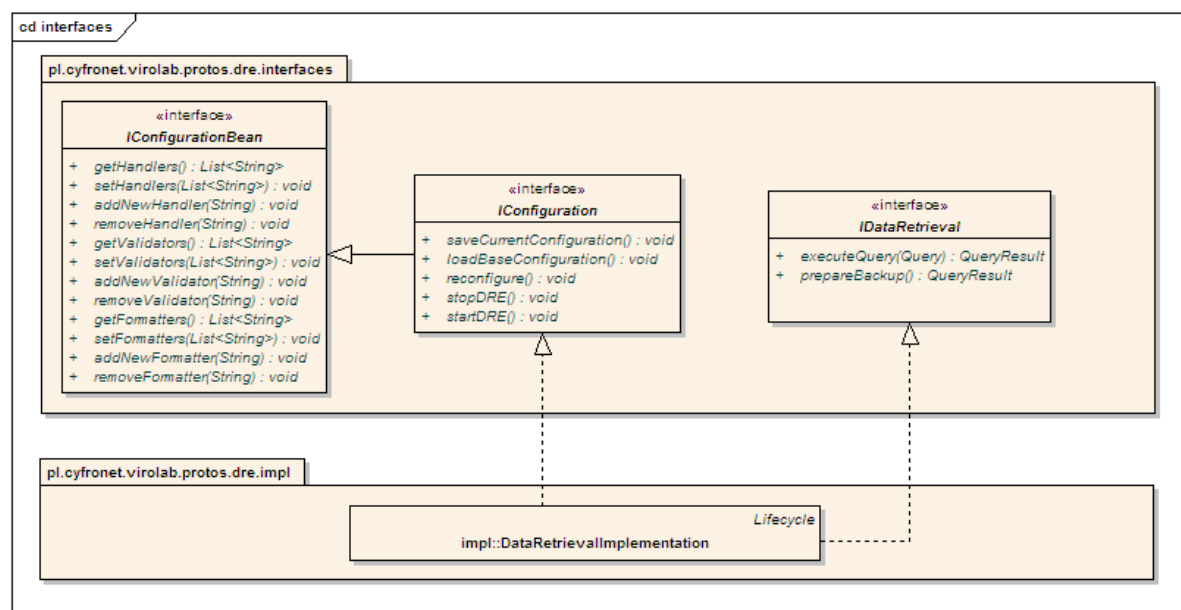 cd interfaces
pl.cyfronet.virolab.protos.dre.interfaces
«interface»
IConfigurationBean
+ getHandlers() : List<String>
+ setHandlers(List<String>) : void
+ addNewHandler(String) : void
+ removeHandler(String) : void
+ getValidators() : List<String>
+ setValidators(List<String>) : void
+ addNewValidator(String) : void
+ removeValidator(String) : void
+ getFormatters() : List<String>
+ setFormatters(List<String>) : void
+ addNewFormatter(String) : void
+ removeFormatter(String) : void
«interface»
IConfiguration
+ saveCurrentConfiguration() : void
+ loadBaseConfiguration() : void
+ reconfigure() : void
+ stopDRE() : void
+ startDRE() : void
«interface»
IDataRetrieval
+ executeQuery(Query) : QueryResult
+ prepareBackup() : QueryResult
pl.cyfronet.virolab.protos.dre.impl
Lifecycle
impl::DataRetrievalImplementation